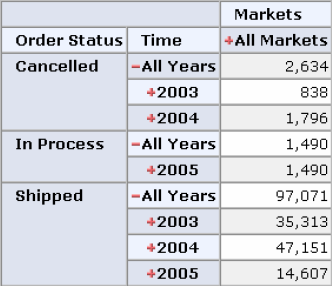 Markets
Order Status Time +All Markets
Cancelled -All Years 2,634
+2003 838
+2004 1,796
In Process -All Years 1,490
+2005 1,490
Shipped -All Years 97,071
+2003 35,313
+2004 47,151
+2005 14,607